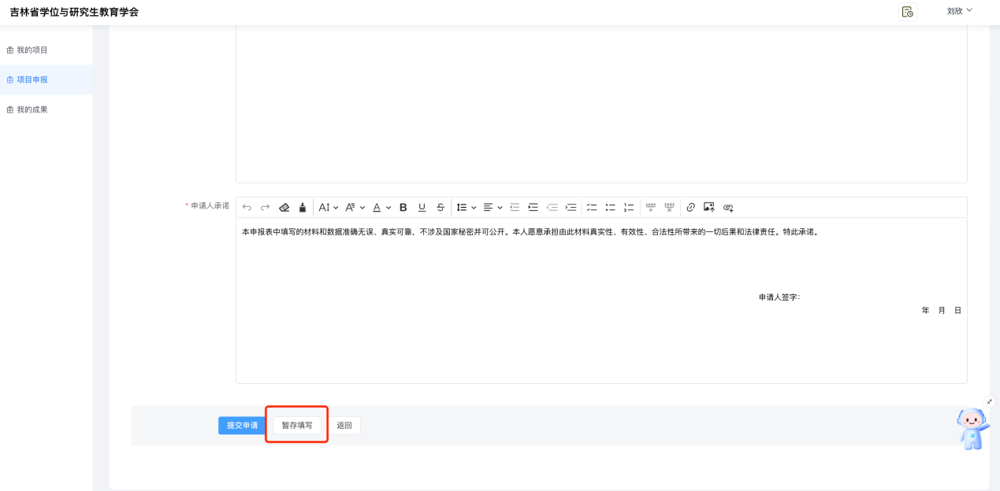 吉林省学位与研究生教育学会
刘欣
我的项目
项目申报
我的成果
* 申请人承诺
本申报表中填写的材料和数据准确无误、真实可靠，不涉及国家秘密并可公开。本人愿意承担由此材料真实性、有效性、合法性所带来的一切后果和法律责任。特此承诺。
申请人签字：
年 月 日
提交申请 暂存填写 返回